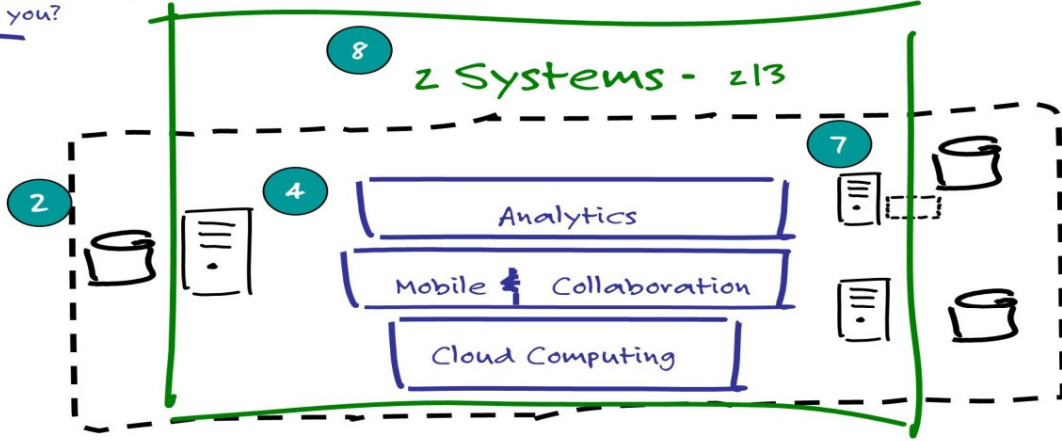 you?
8
z Systems - z13
7
2
4
Analytics
Mobile & Collaboration
Cloud Computing